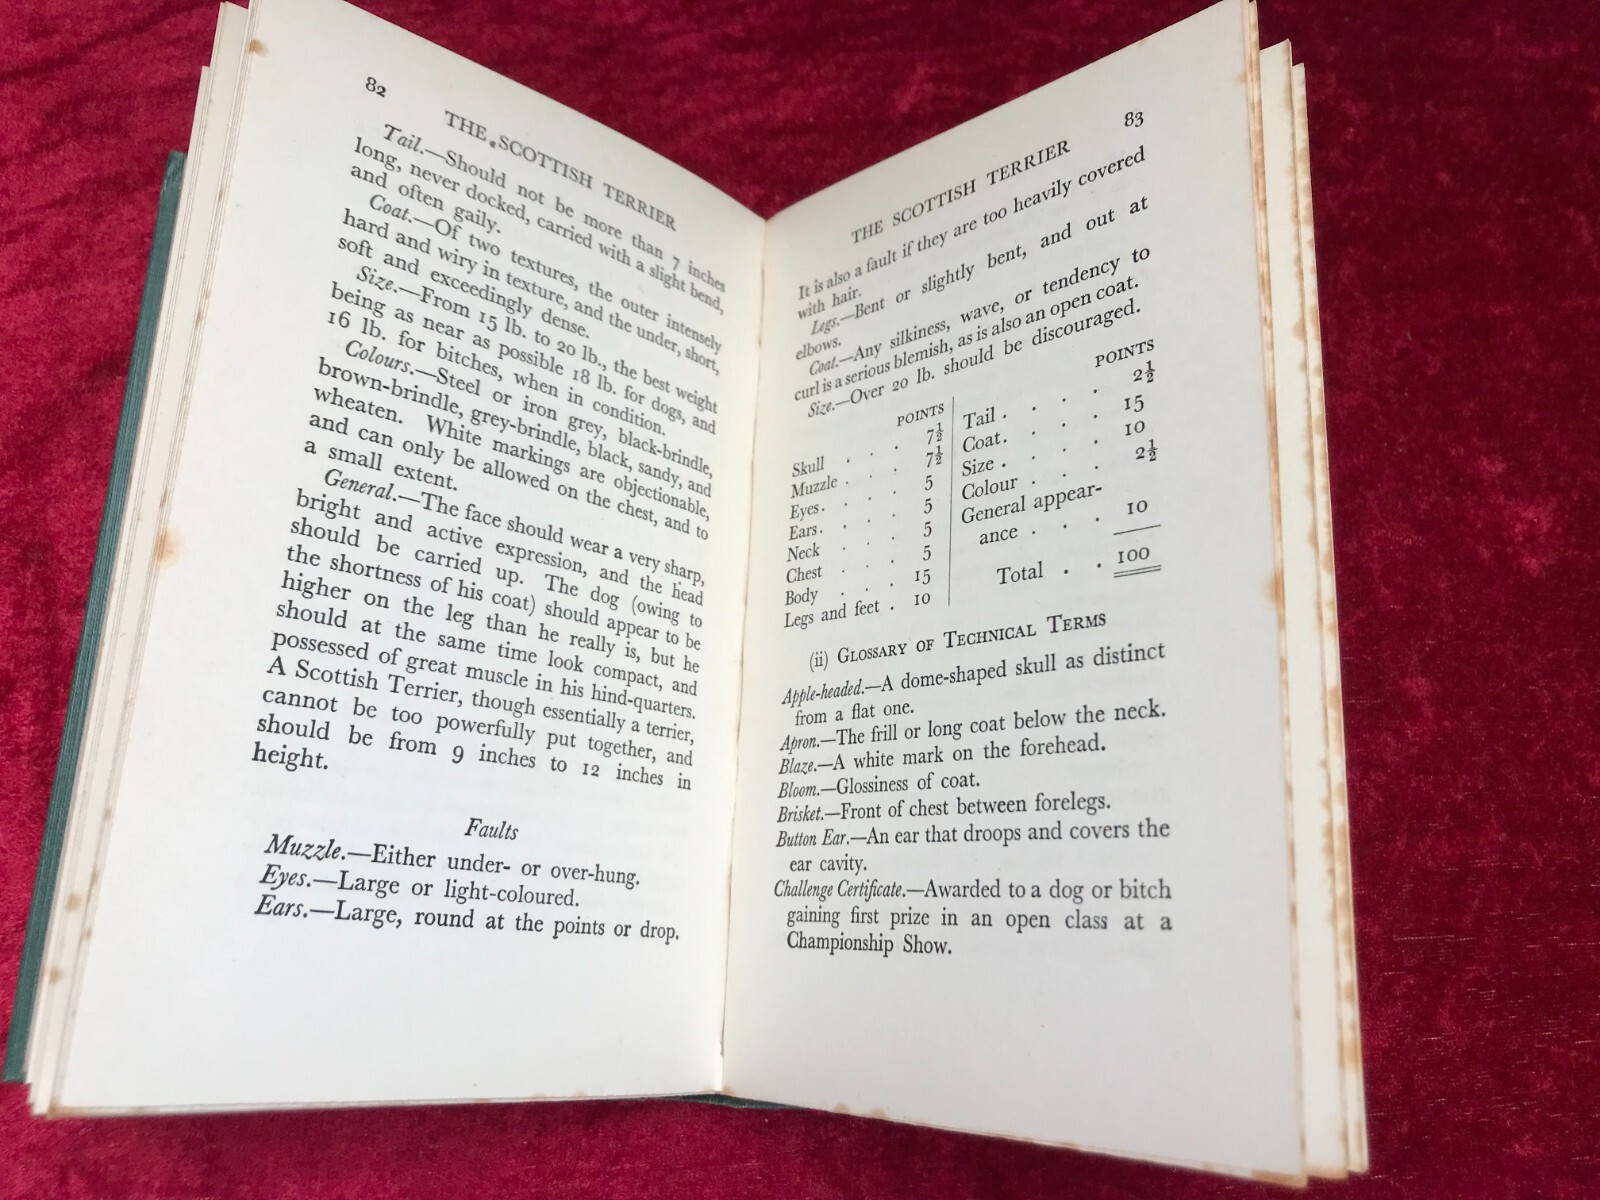 82
THE SCOTTISH TERRIER
Tail.—Should not be more than 7 inches
long, never docked, carried with a slight bend,
and often gaily.
Coat.—Of two textures, the outer intensely
hard and wiry in texture, and the under, short,
soft and exceedingly dense.
Size.—From 15 lb. to 20 lb., the best weight
being as near as possible 18 lb. for dogs, and
16 lb. for bitches, when in condition.
Colours.—Steel or iron grey, black-brindle,
brown-brindle, grey-brindle, black, sandy, and
wheaten. White markings are objectionable,
and can only be allowed on the chest, and to
a small extent.
General.—The face should wear a very sharp,
bright and active expression, and the head
should be carried up. The dog (owing to
the shortness of his coat) should appear to be
higher on the leg than he really is, but he
should at the same time look compact, and
possessed of great muscle in his hind-quarters.
A Scottish Terrier, though essentially a terrier,
cannot be too powerfully put together, and
should be from 9 inches to 12 inches in
height.
Faults
Muzzle.—Either under- or over-hung.
Eyes.—Large or light-coloured.
Ears.—Large, round at the points or drop.
83
THE SCOTTISH TERRIER
It is also a fault if they are too heavily covered
with hair.
Legs.—Bent or slightly bent, and out at
elbows.
Coat.—Any silkiness, wave, or tendency to
curl is a serious blemish, as is also an open coat.
Size.—Over 20 lb. should be discouraged.
POINTS
Skull . . . 7½
Muzzle . . . 7½
Eyes . . . 5
Ears . . . 5
Neck . . . 5
Chest . . . 5
Body . . . 15
Legs and feet . 10
POINTS
Tail . . . . 2½
Coat . . . 15
Size . . . . 10
Colour . . . 2½
General appear-
ance . . . 10
Total . . 100
(ii) GLOSSARY OF TECHNICAL TERMS
Apple-headed.—A dome-shaped skull as distinct
from a flat one.
Apron.—The frill or long coat below the neck.
Blaze.—A white mark on the forehead.
Bloom.—Glossiness of coat.
Brisket.—Front of chest between forelegs.
Button Ear.—An ear that droops and covers the
ear cavity.
Challenge Certificate.—Awarded to a dog or bitch
gaining first prize in an open class at a
Championship Show.